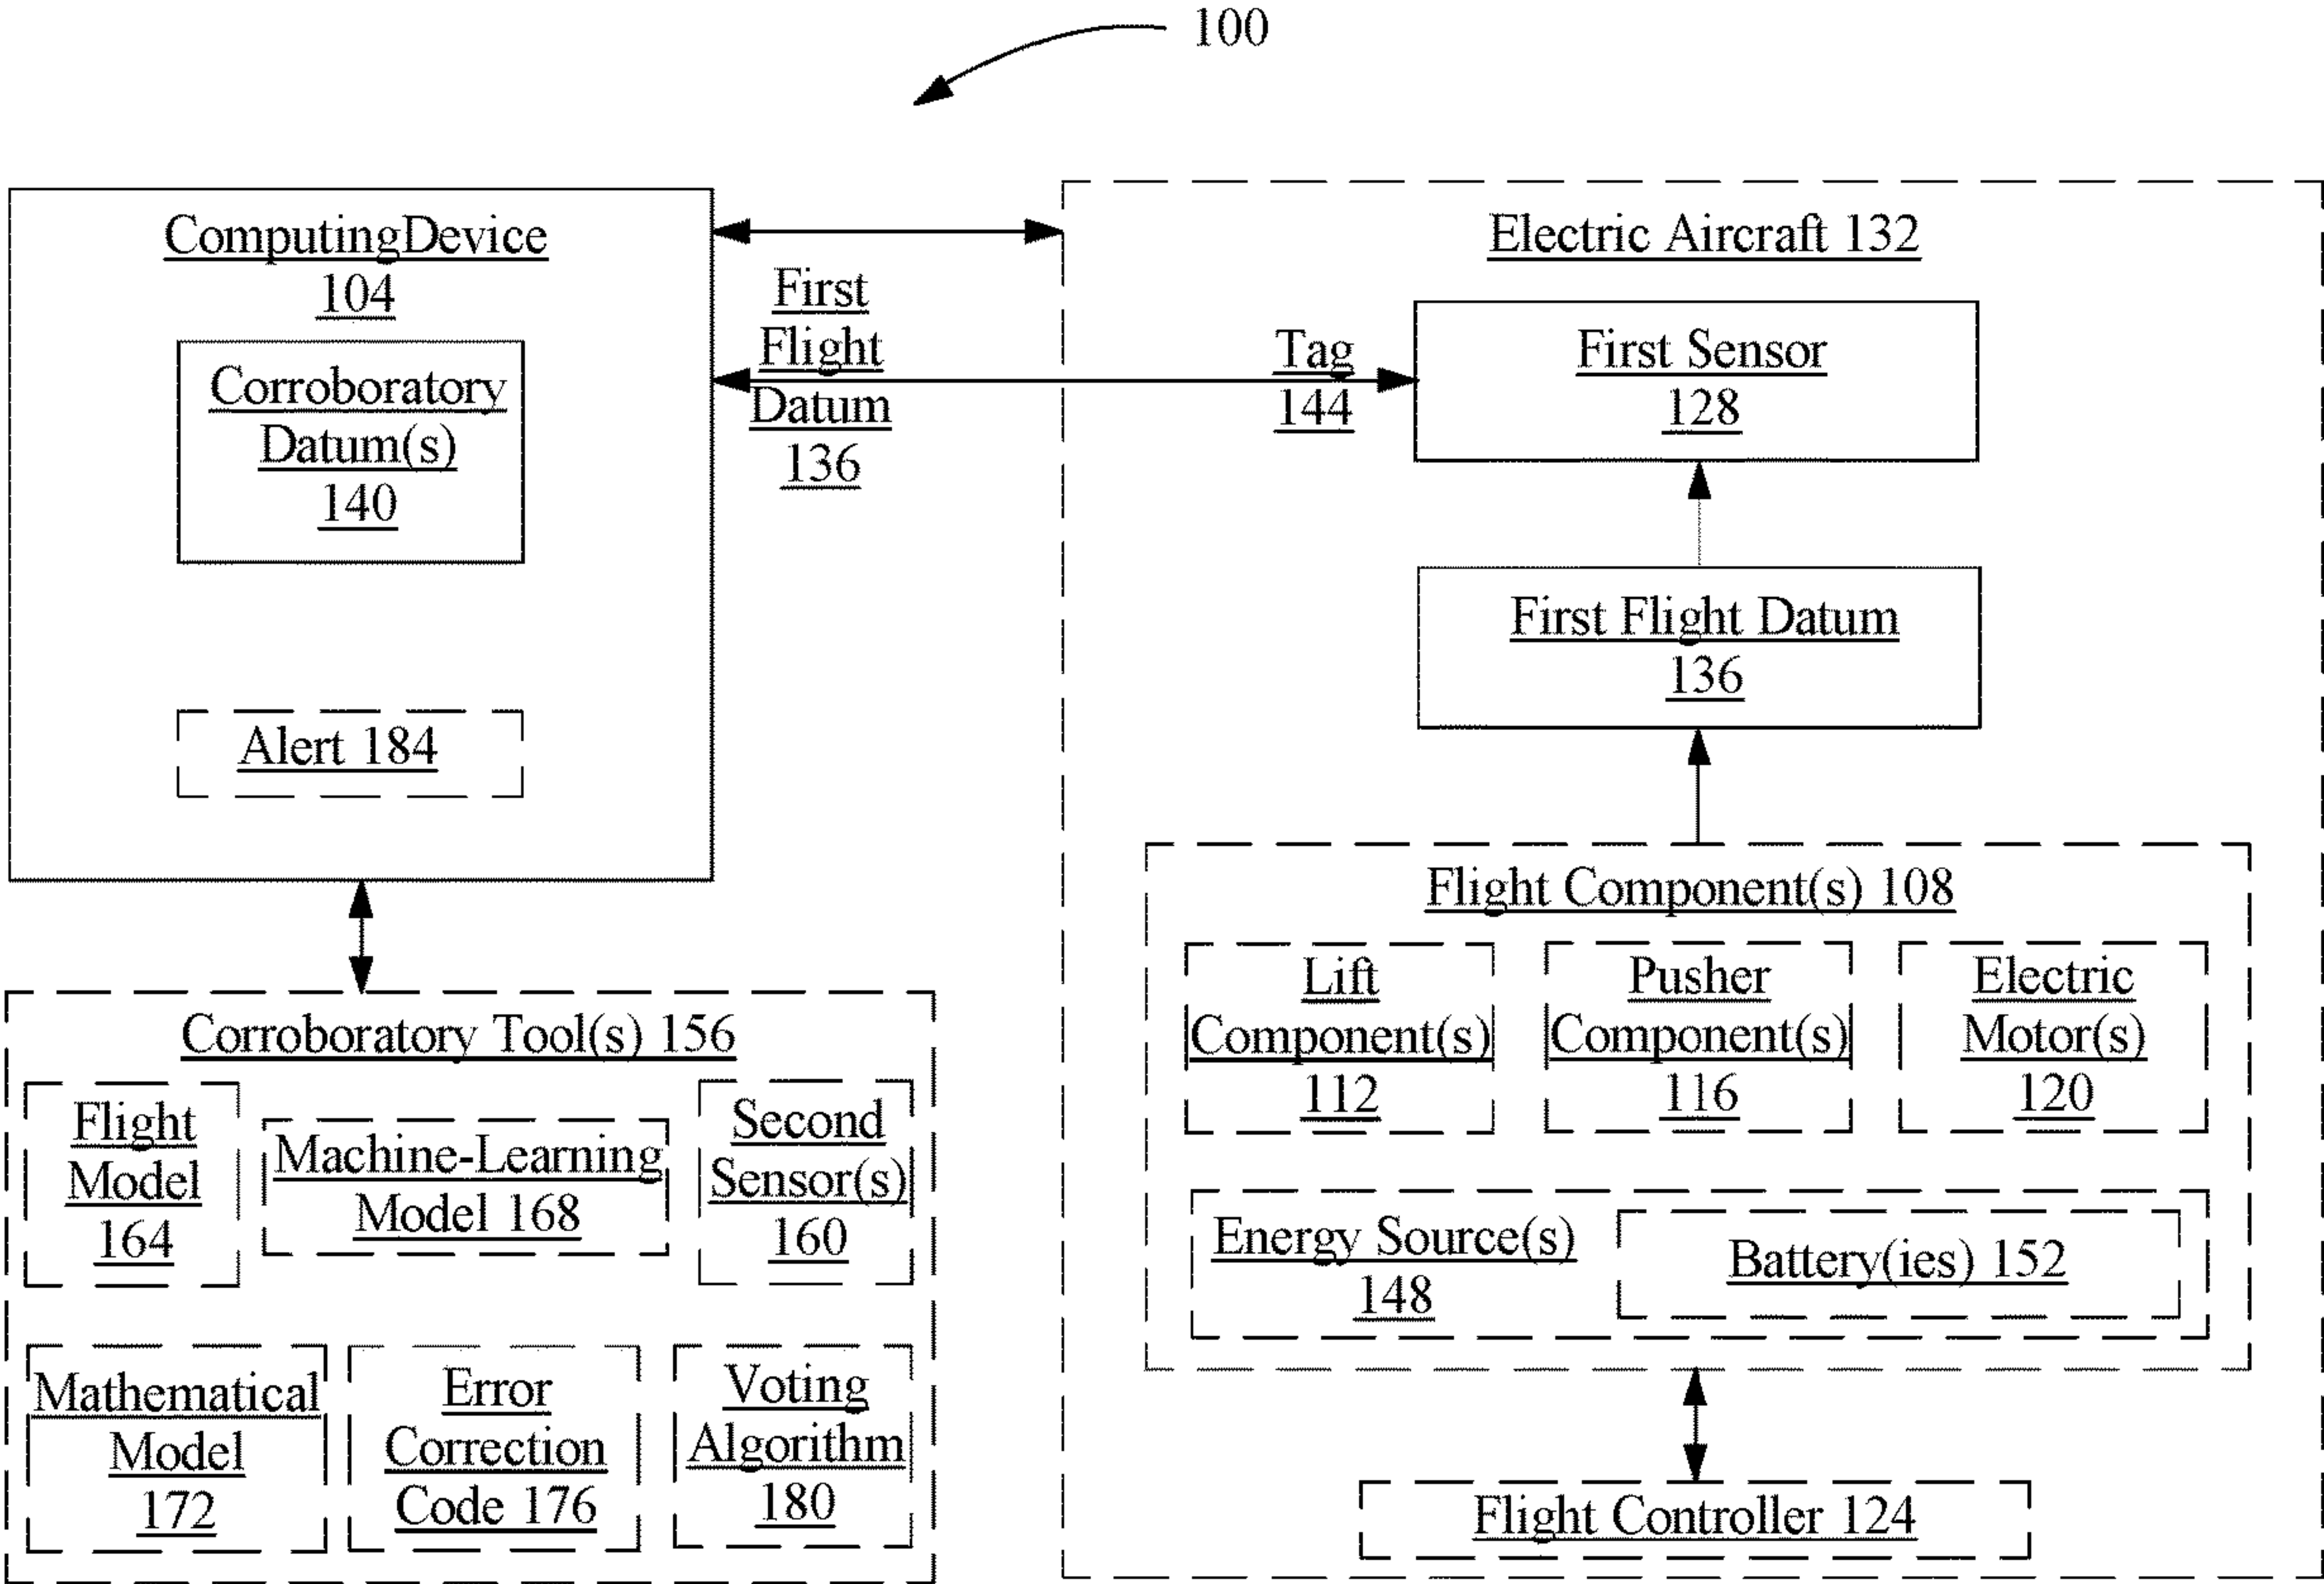 100
ComputingDevice
104
Corroboratory
Datum(s)
140
Alert 184
First
Flight
Datum
136
Tag
144
Electric Aircraft 132
First Sensor
128
First Flight Datum
136
Flight Component(s) 108
Lift
Component(s)
112
Pusher
Component(s)
116
Electric
Motor(s)
120
Energy Source(s)
148
Battery(ies) 152
Flight Controller 124
Corroboratory Tool(s) 156
Flight
Model
164
Machine-Learning
Model 168
Second
Sensor(s)
160
Mathematical
Model
172
Error
Correction
Code 176
Voting
Algorithm
180